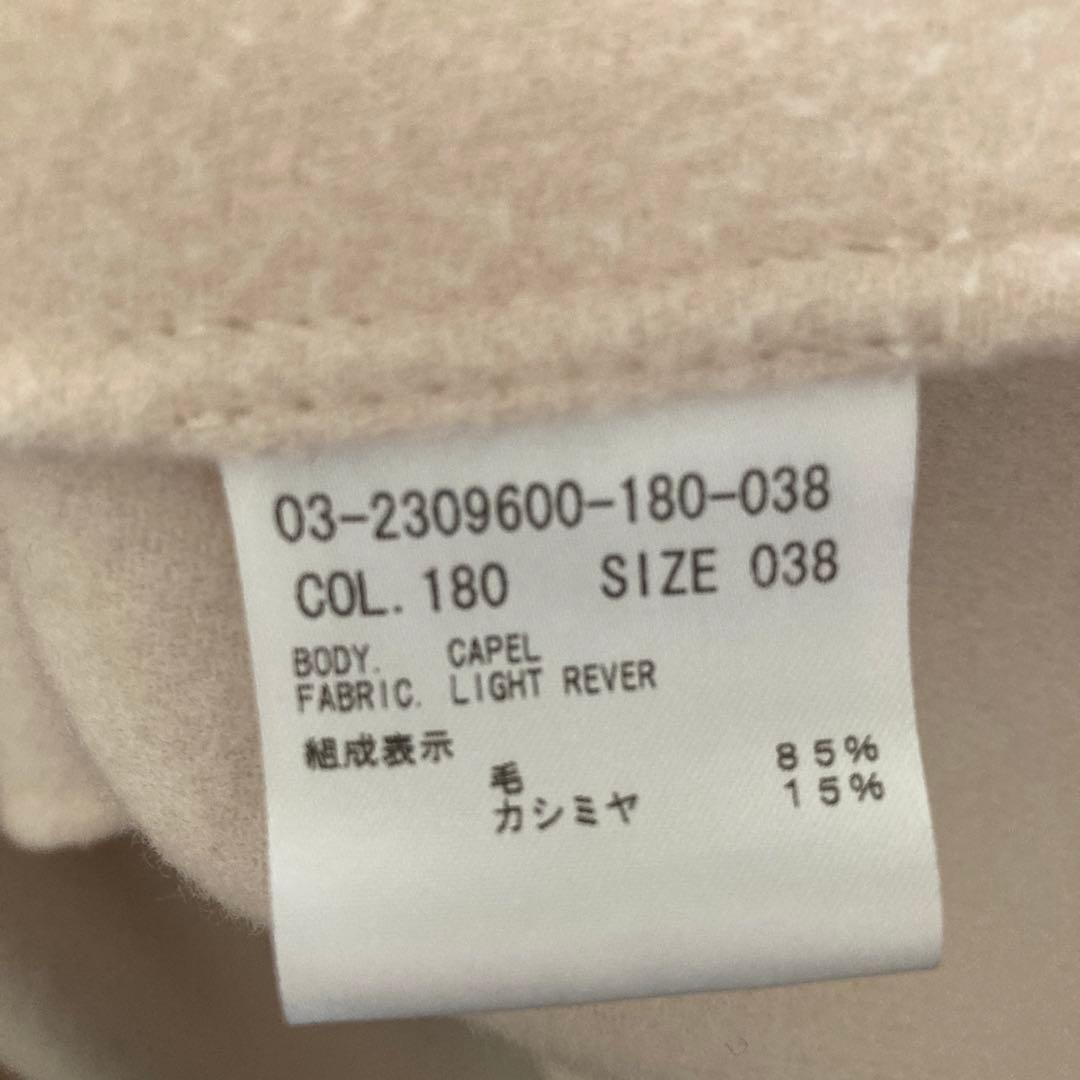 03-2309600-180-038
COL. 180 SIZE 038
BODY. CAPEL
FABRIC. LIGHT REVER
組成表示
毛 85%
カシミヤ 15%